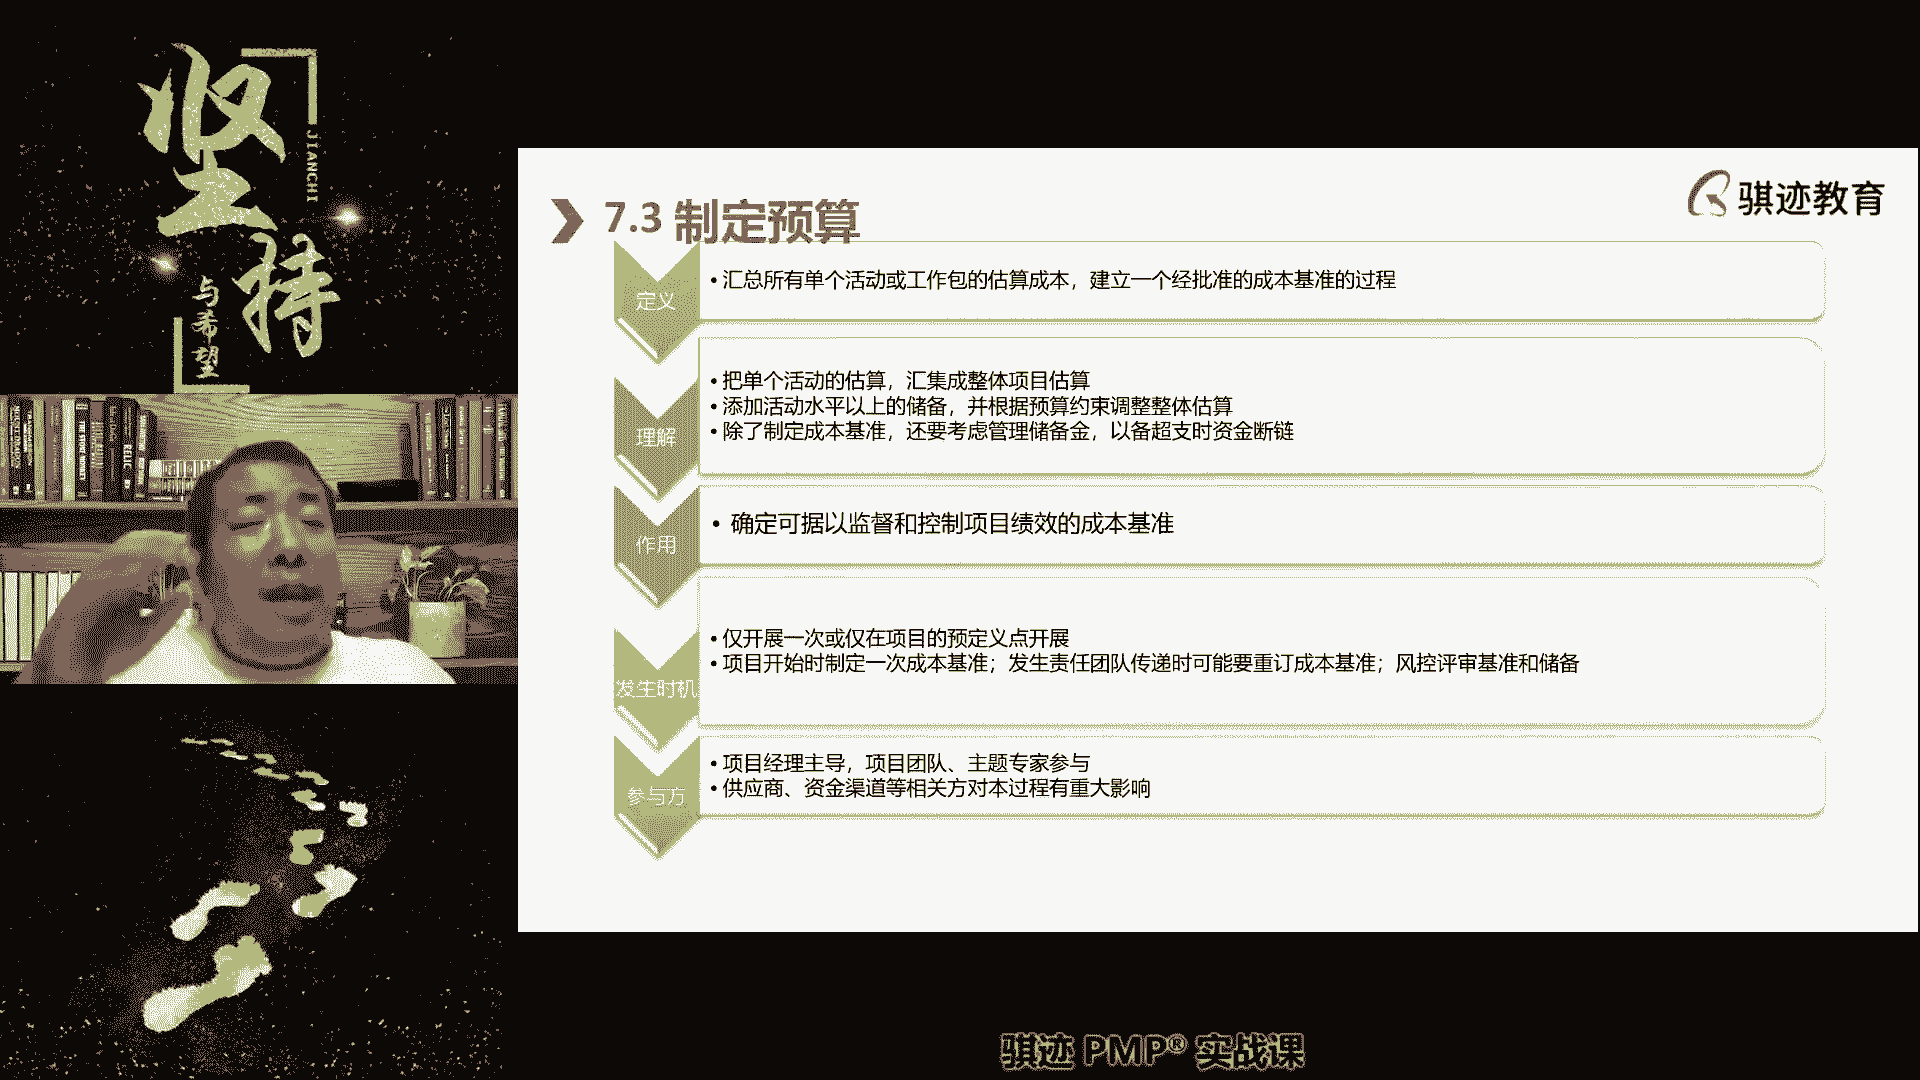 坚持
JIANCHI
与希望
7.3 制定预算
骐迹教育
定义
• 汇总所有单个活动或工作包的估算成本，建立一个经批准的成本基准的过程
理解
• 把单个活动的估算，汇集成整体项目估算
• 添加活动水平以上的储备，并根据预算约束调整整体估算
• 除了制定成本基准，还要考虑管理储备金，以备超支时资金断链
作用
• 确定可据以监督和控制项目绩效的成本基准
发生时机
• 仅开展一次或仅在项目的预定义点开展
• 项目开始时制定一次成本基准；发生责任团队传递时可能要重订成本基准；风控评审基准和储备
参与方
• 项目经理主导，项目团队、主题专家参与
• 供应商、资金渠道等相关方对本过程有重大影响
骐迹 PMP® 实战课